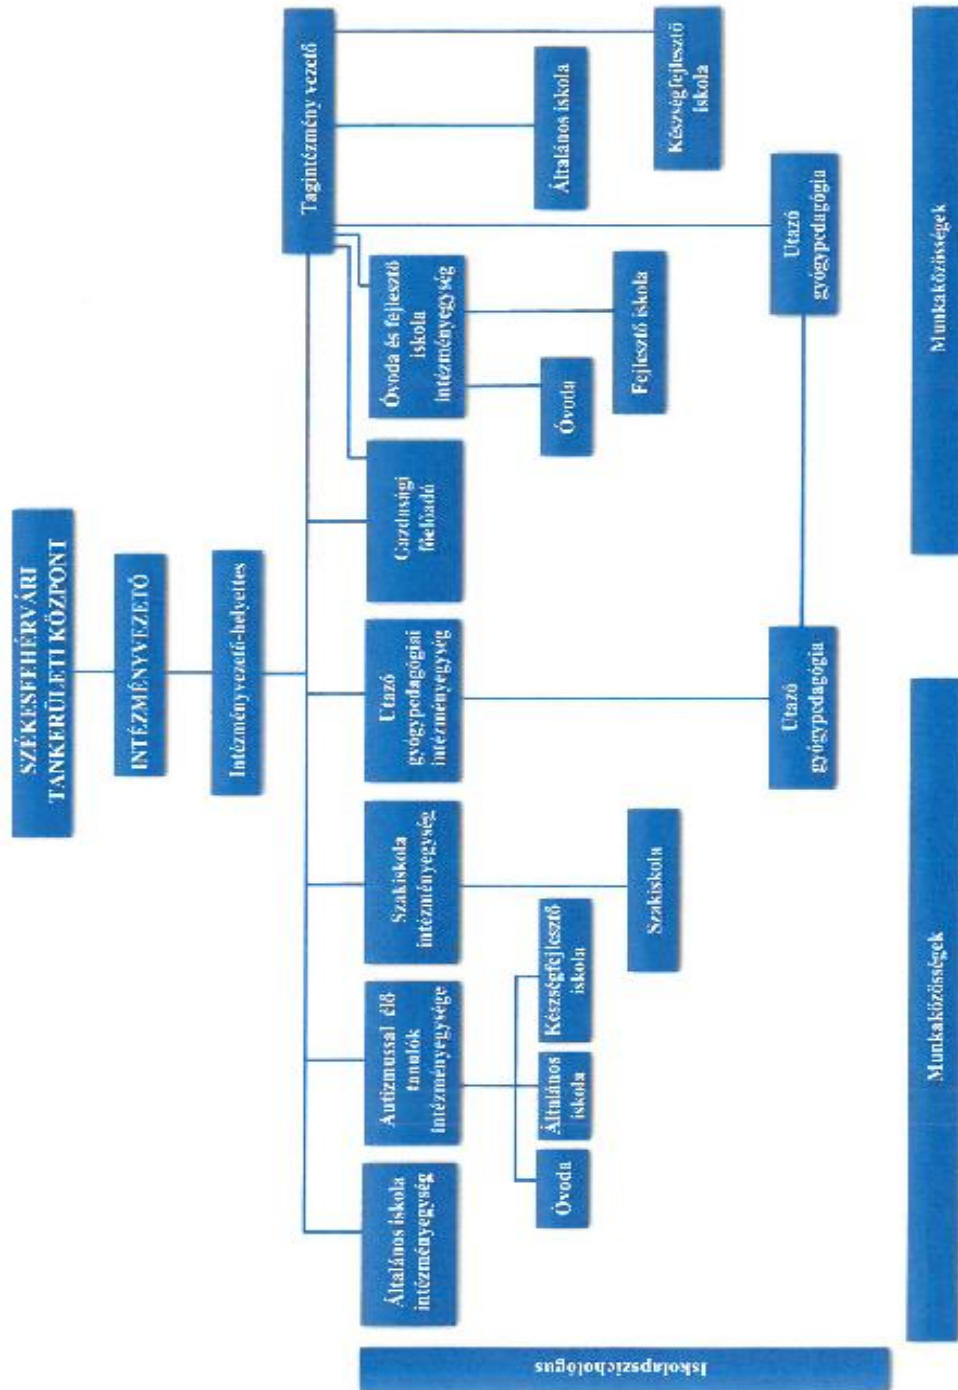 SZÉKESFEHÉRVÁRI
TANKERÜLETI KÖZPONT
INTÉZMÉNYVEZETŐ
Intézményvezető-helyettes
Általános iskola
intézményegység
Autizmussal élő
tanulók
intézményegysége
Szakiskola
intézményegység
Utazó
gyógypedagógiai
intézményegység
Gazdasági
főelőadó
Óvoda és fejlesztő
iskola
intézményegység
Tagintézmény vezető
Óvoda
Általános
iskola
Készségfejlesztő
iskola
Szakiskola
Óvoda
Fejlesztő iskola
Általános iskola
Készségfejlesztő
iskola
Utazó
gyógypedagógia
Utazó
gyógypedagógia
Iskolapszichológus
Munkaközösségek
Munkaközösségek